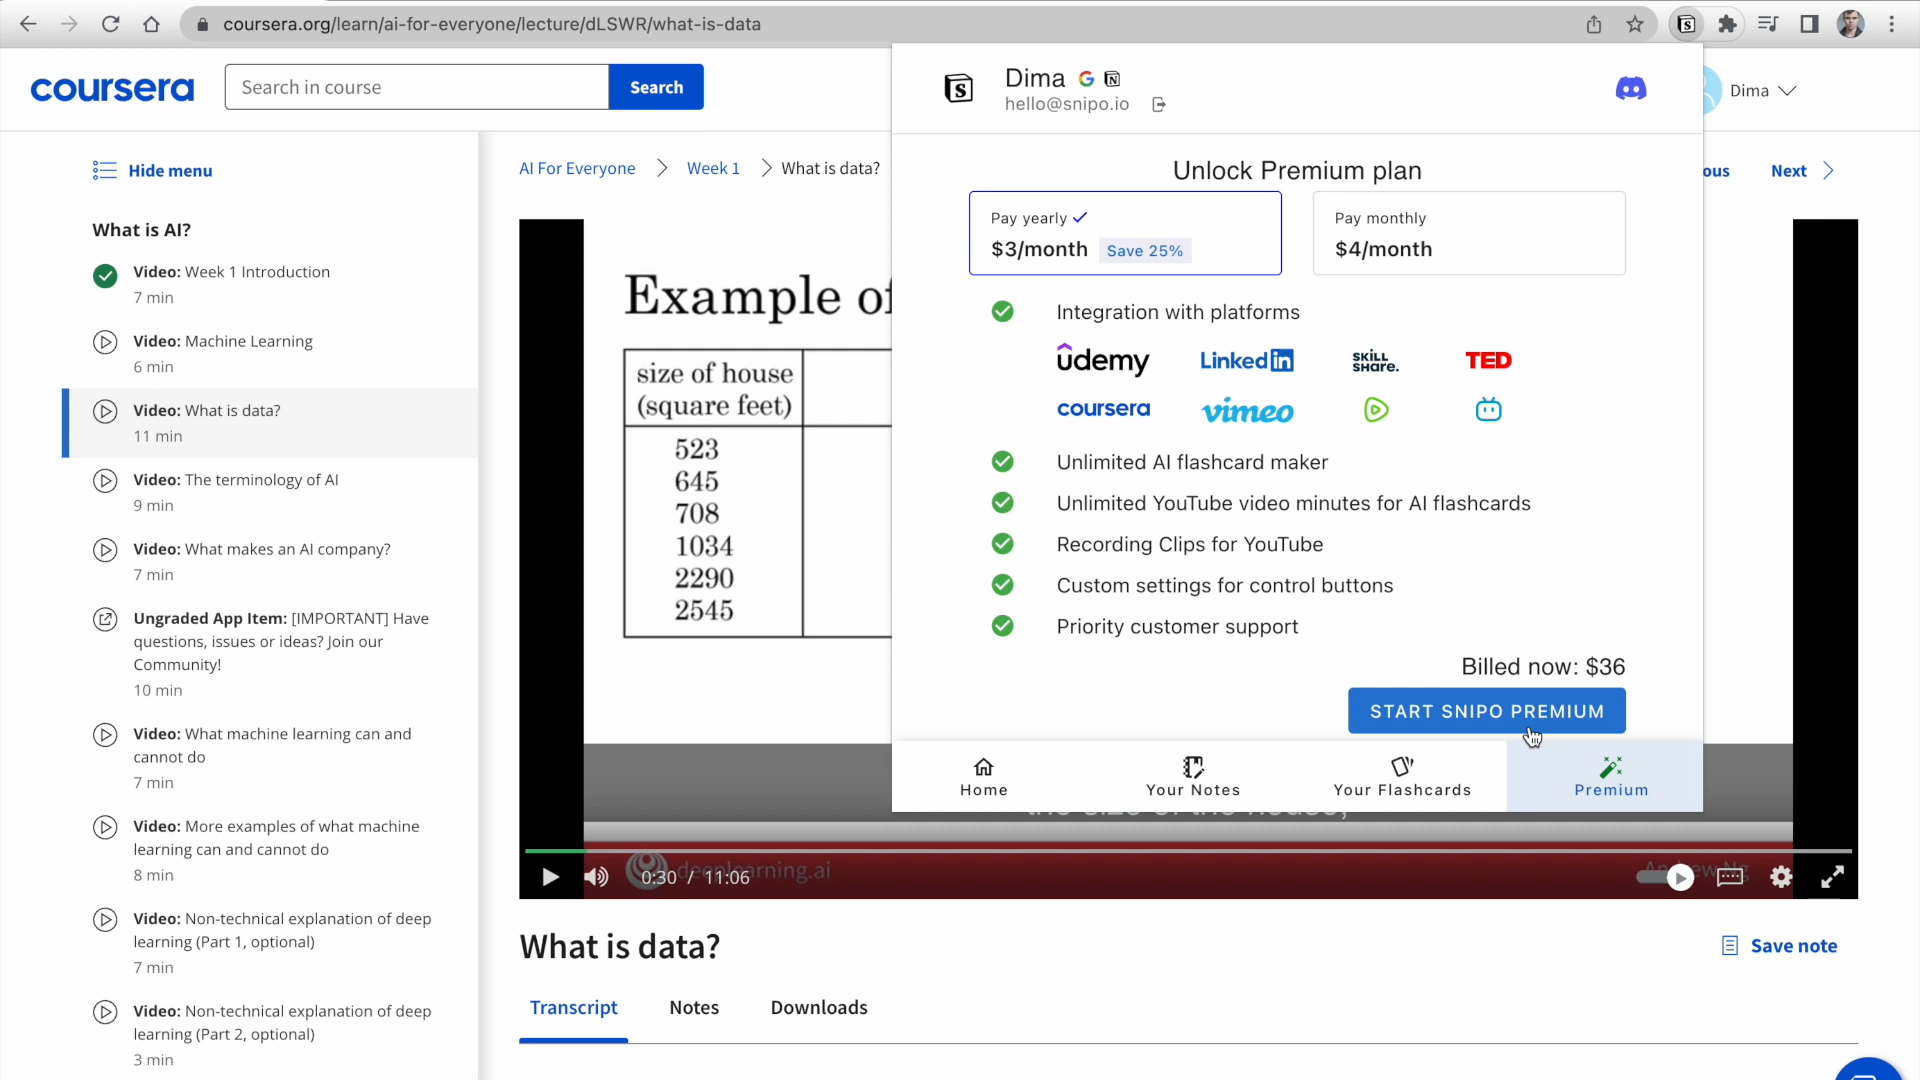 coursera.org/learn/ai-for-everyone/lecture/dLSWR/what-is-data
coursera
Search in course
Search
Dima
hello@snipo.io
Dima
Hide menu
AI For Everyone
Week 1
What is data?
ous
Next
What is AI?
Video: Week 1 Introduction
7 min
Video: Machine Learning
6 min
Video: What is data?
11 min
Video: The terminology of AI
9 min
Video: What makes an AI company?
7 min
Ungraded App Item: [IMPORTANT] Have
questions, issues or ideas? Join our
Community!
10 min
Video: What machine learning can and
cannot do
7 min
Video: More examples of what machine
learning can and cannot do
8 min
Video: Non-technical explanation of deep
learning (Part 1, optional)
7 min
Video: Non-technical explanation of deep
learning (Part 2, optional)
3 min
Example of
size of house
(square feet)
523
645
708
1034
2290
2545
Unlock Premium plan
Pay yearly
$3/month
Save 25%
Pay monthly
$4/month
Integration with platforms
udemy
LinkedIn
SKILL
SHARE.
TED
coursera
vimeo
Unlimited AI flashcard maker
Unlimited YouTube video minutes for AI flashcards
Recording Clips for YouTube
Custom settings for control buttons
Priority customer support
Billed now: $36
START SNIPO PREMIUM
Home
Your Notes
Your Flashcards
Premium
the size of the house,
deeplearning.ai
Andrew Ng
0:30 / 11:06
What is data?
Save note
Transcript
Notes
Downloads